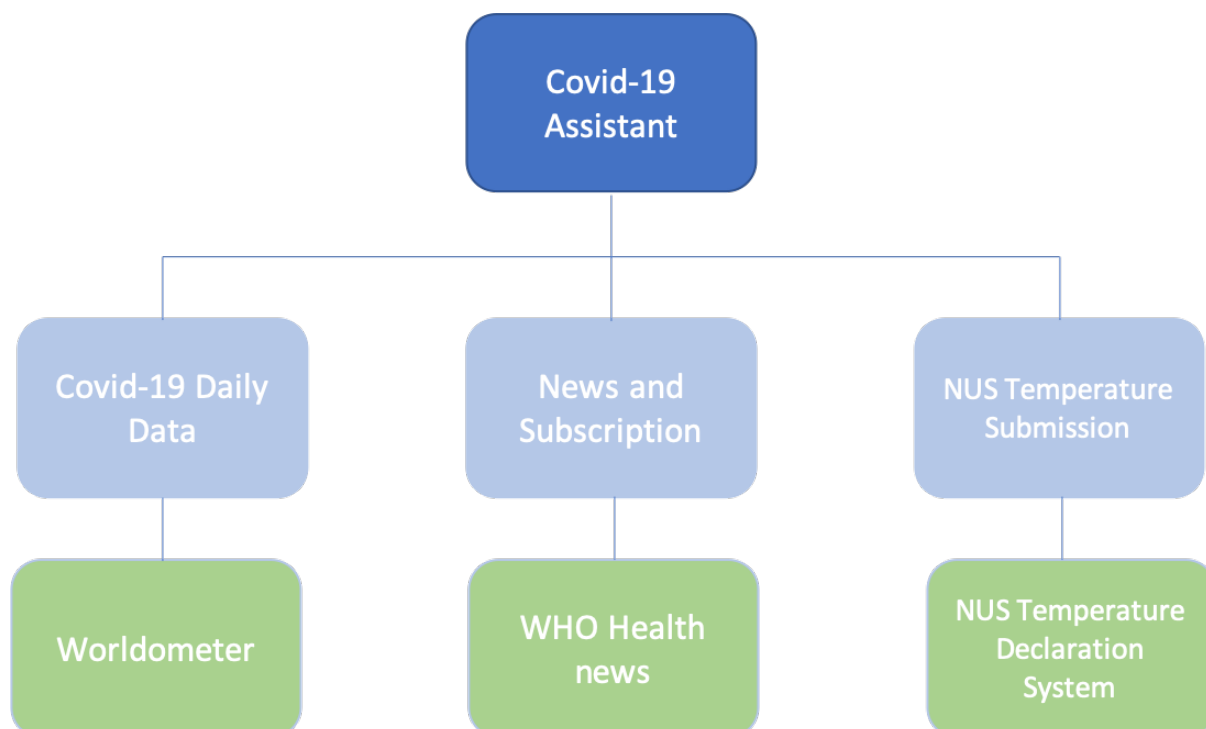 Covid-19
Assistant
Covid-19 Daily
Data
News and
Subscription
NUS Temperature
Submission
Worldometer
WHO Health
news
NUS Temperature
Declaration
System